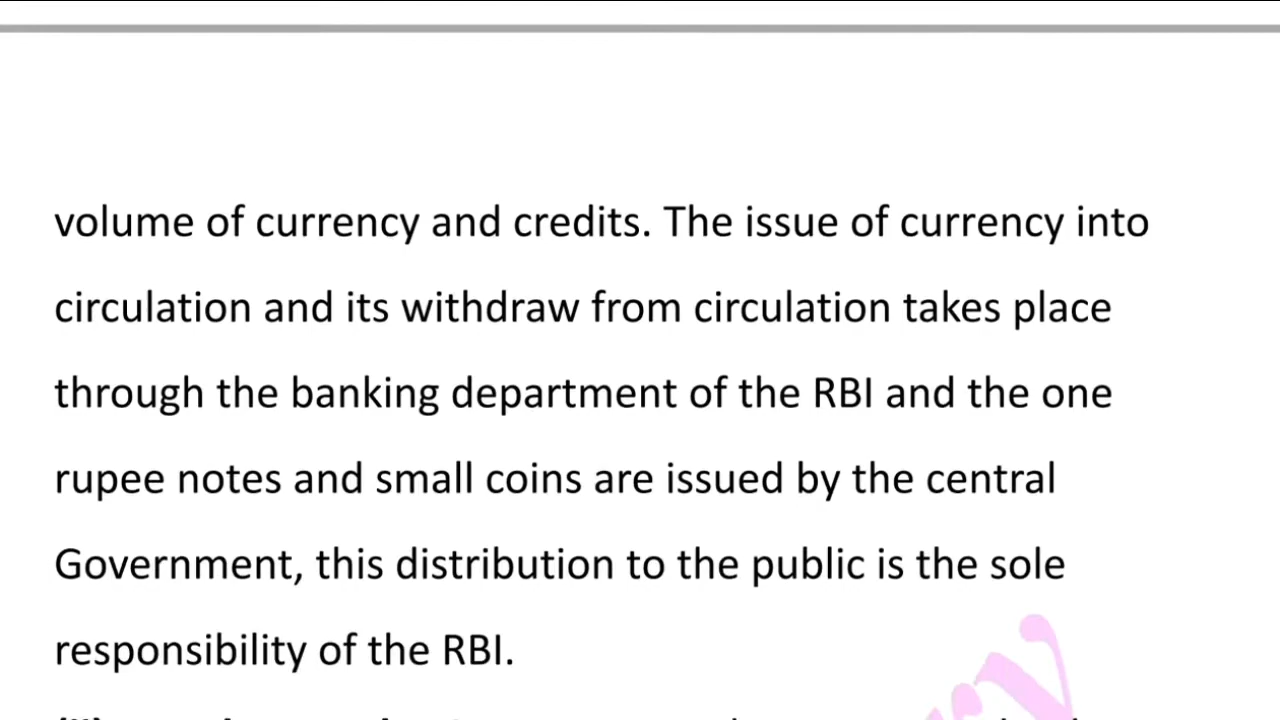 volume of currency and credits. The issue of currency into
circulation and its withdraw from circulation takes place
through the banking department of the RBI and the one
rupee notes and small coins are issued by the central
Government, this distribution to the public is the sole
responsibility of the RBI.